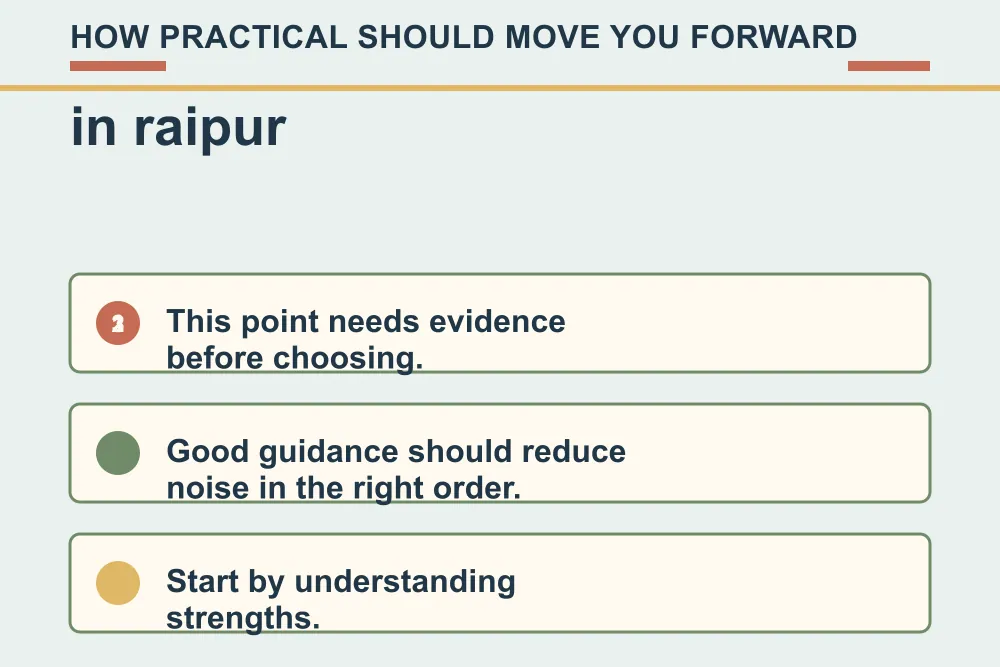 HOW PRACTICAL SHOULD MOVE YOU FORWARD
in raipur
This point needs evidence
before choosing.
Good guidance should reduce
noise in the right order.
Start by understanding
strengths.